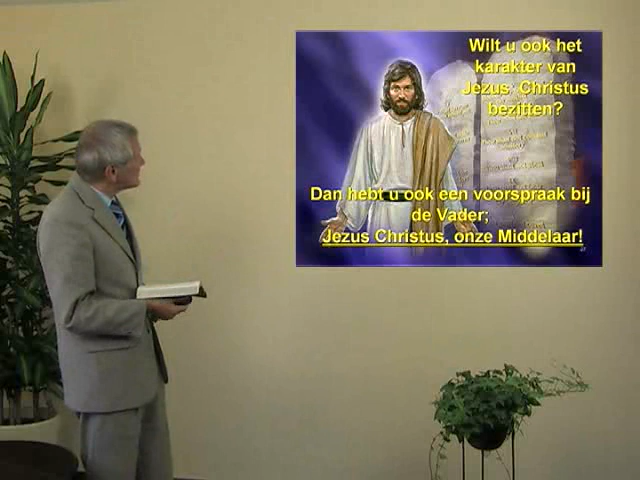 Wilt u ook het
karakter van
Jezus Christus
bezitten?
Dan hebt u ook een voorspraak bij
de Vader;
Jezus Christus, onze Middelaar!